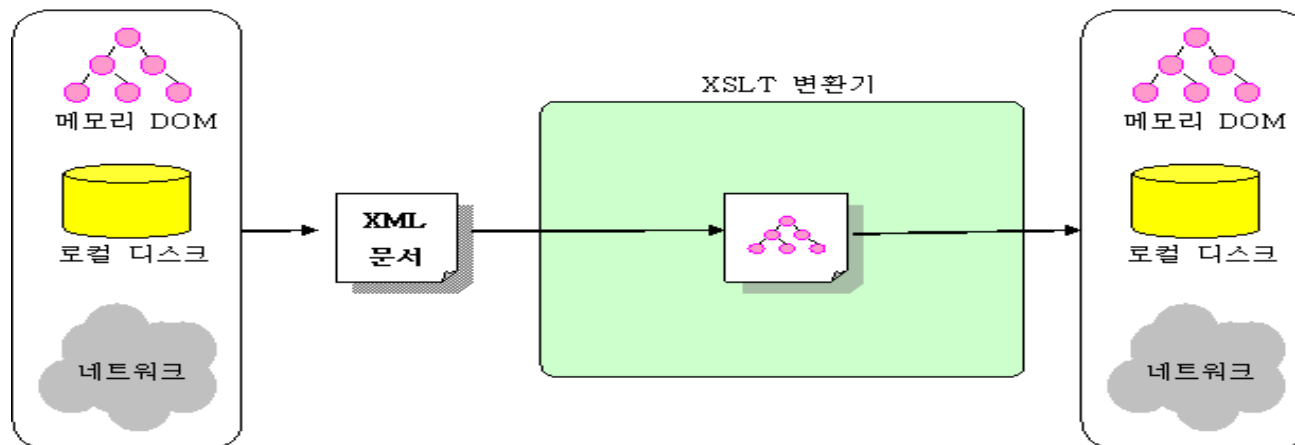 메모리 DOM
로컬 디스크
네트워크
XML
문서
XSLT 변환기
메모리 DOM
로컬 디스크
네트워크